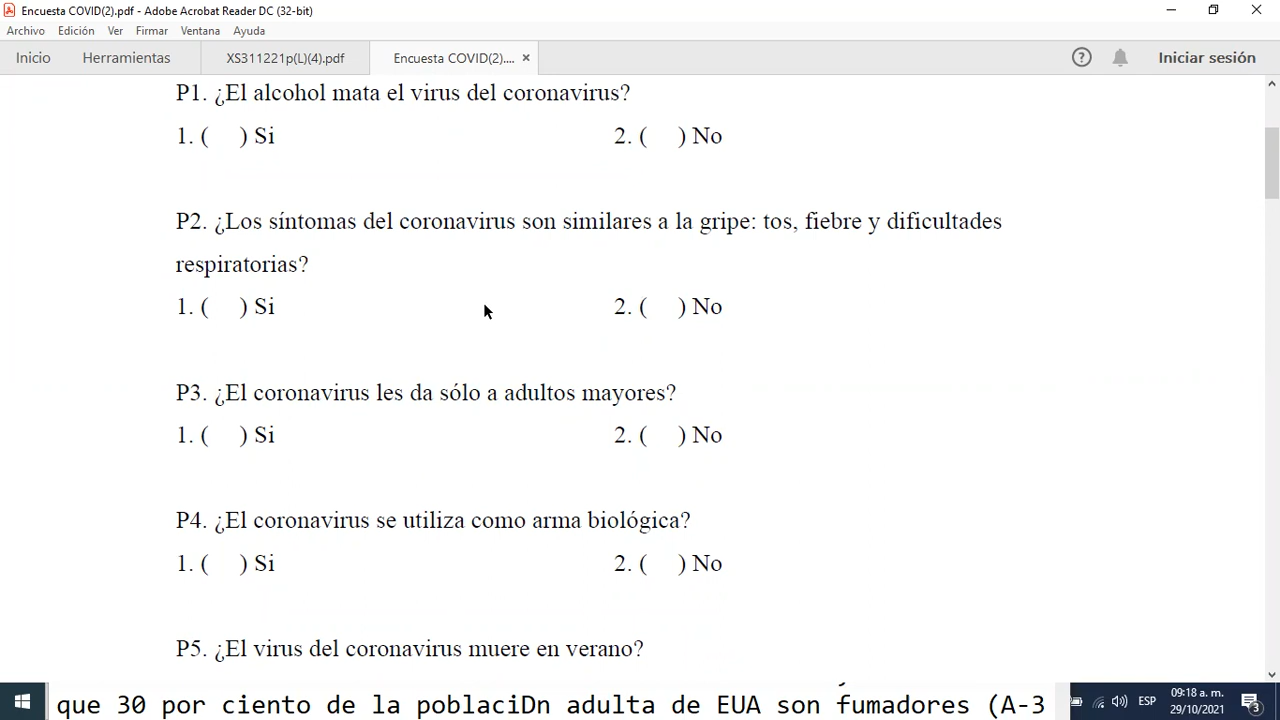 Encuesta COVID(2).pdf - Adobe Acrobat Reader DC (32-bit)
Archivo Edición Ver Firmar Ventana Ayuda
Inicio Herramientas XS311221p(L)(4).pdf Encuesta COVID(2).... × Iniciar sesión
P1. ¿El alcohol mata el virus del coronavirus?
1. ( ) Si 2. ( ) No
P2. ¿Los síntomas del coronavirus son similares a la gripe: tos, fiebre y dificultades
respiratorias?
1. ( ) Si 2. ( ) No
P3. ¿El coronavirus les da sólo a adultos mayores?
1. ( ) Si 2. ( ) No
P4. ¿El coronavirus se utiliza como arma biológica?
1. ( ) Si 2. ( ) No
P5. ¿El virus del coronavirus muere en verano?
que 30 por ciento de la poblaciDn adulta de EUA son fumadores (A-3
ESP 09:18 a. m.
29/10/2021 3